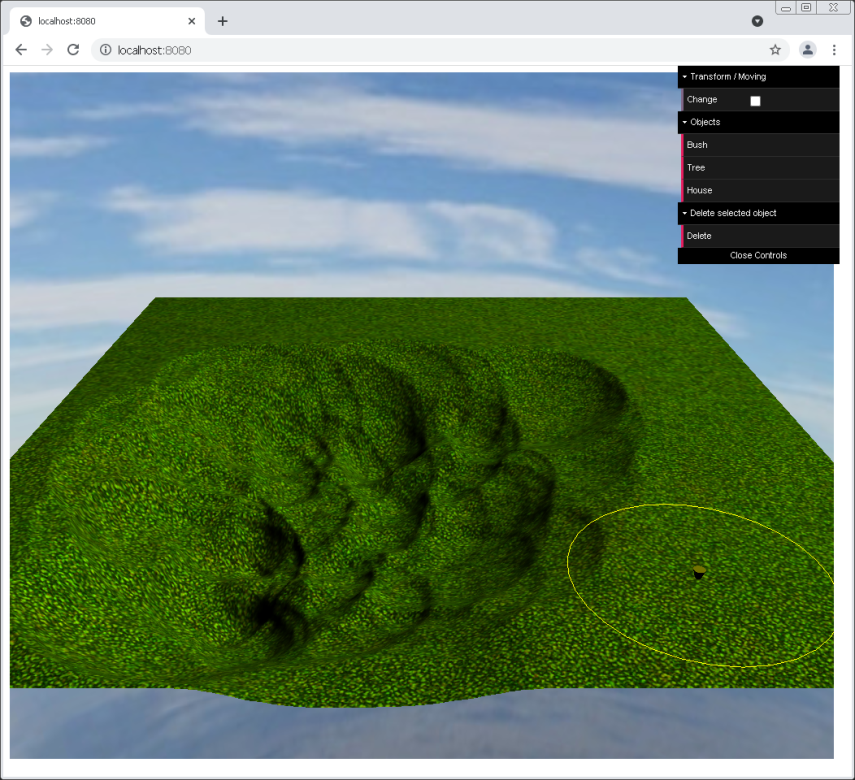 localhost:8080
localhost:8080
Transform / Moving
Change
Objects
Bush
Tree
House
Delete selected object
Delete
Close Controls